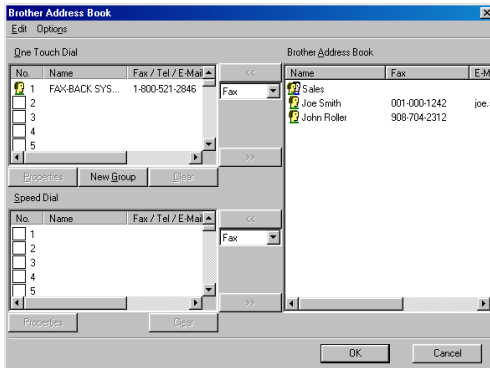 Brother Address Book
Edit Options
One Touch Dial
No. Name Fax / Tel / E-Mail
1 FAX-BACK SYS... 1-800-521-2846
2
3
4
5
<<
Fax
>>
Properties New Group Clear
Speed Dial
No. Name Fax / Tel / E-Mail
1
2
3
4
5
<<
Fax
>>
Properties Clear
Brother Address Book
Name Fax E-M
Sales
Joe Smith 001-000-1242 joe.
John Roller 908-704-2312
OK Cancel